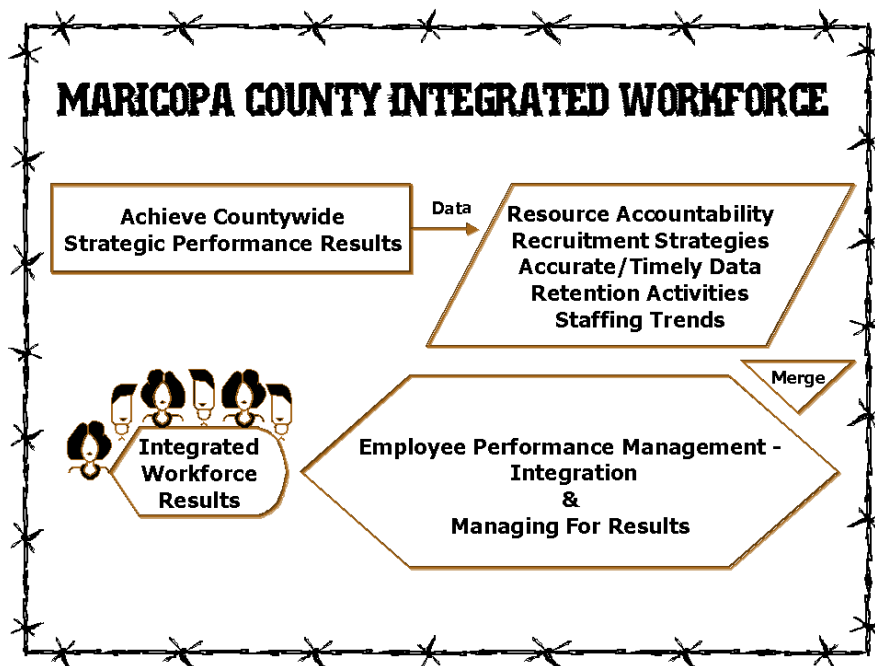 MARICOPA COUNTY INTEGRATED WORKFORCE
Achieve Countywide
Strategic Performance Results
Data
Resource Accountability
Recruitment Strategies
Accurate/Timely Data
Retention Activities
Staffing Trends
Merge
Employee Performance Management -
Integration
&
Managing For Results
Integrated
Workforce
Results